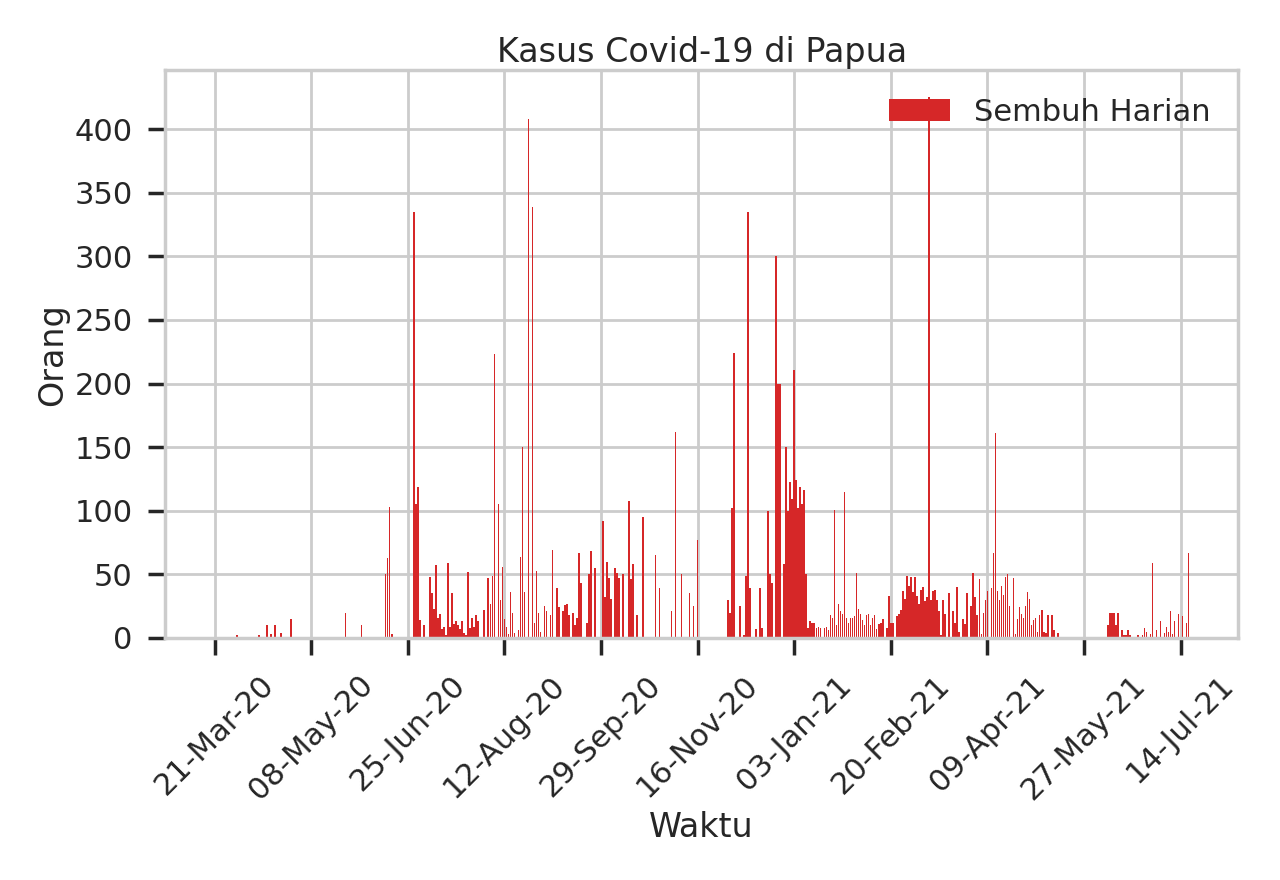 Kasus Covid-19 di Papua
Sembuh Harian
Orang
400
350
300
250
200
150
100
50
0
21-Mar-20
08-May-20
25-Jun-20
12-Aug-20
29-Sep-20
16-Nov-20
03-Jan-21
20-Feb-21
09-Apr-21
27-May-21
14-Jul-21
Waktu